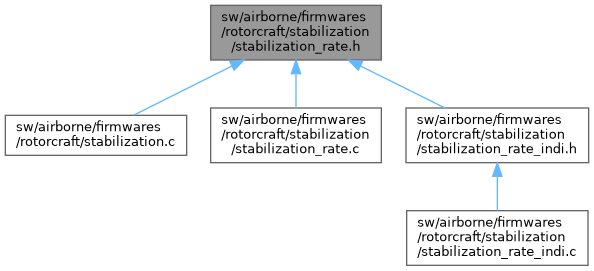 sw/airborne/firmwares
/rotorcraft/stabilization
/stabilization_rate.h
sw/airborne/firmwares
/rotorcraft/stabilization.c
sw/airborne/firmwares
/rotorcraft/stabilization
/stabilization_rate.c
sw/airborne/firmwares
/rotorcraft/stabilization
/stabilization_rate_indi.h
sw/airborne/firmwares
/rotorcraft/stabilization
/stabilization_rate_indi.c